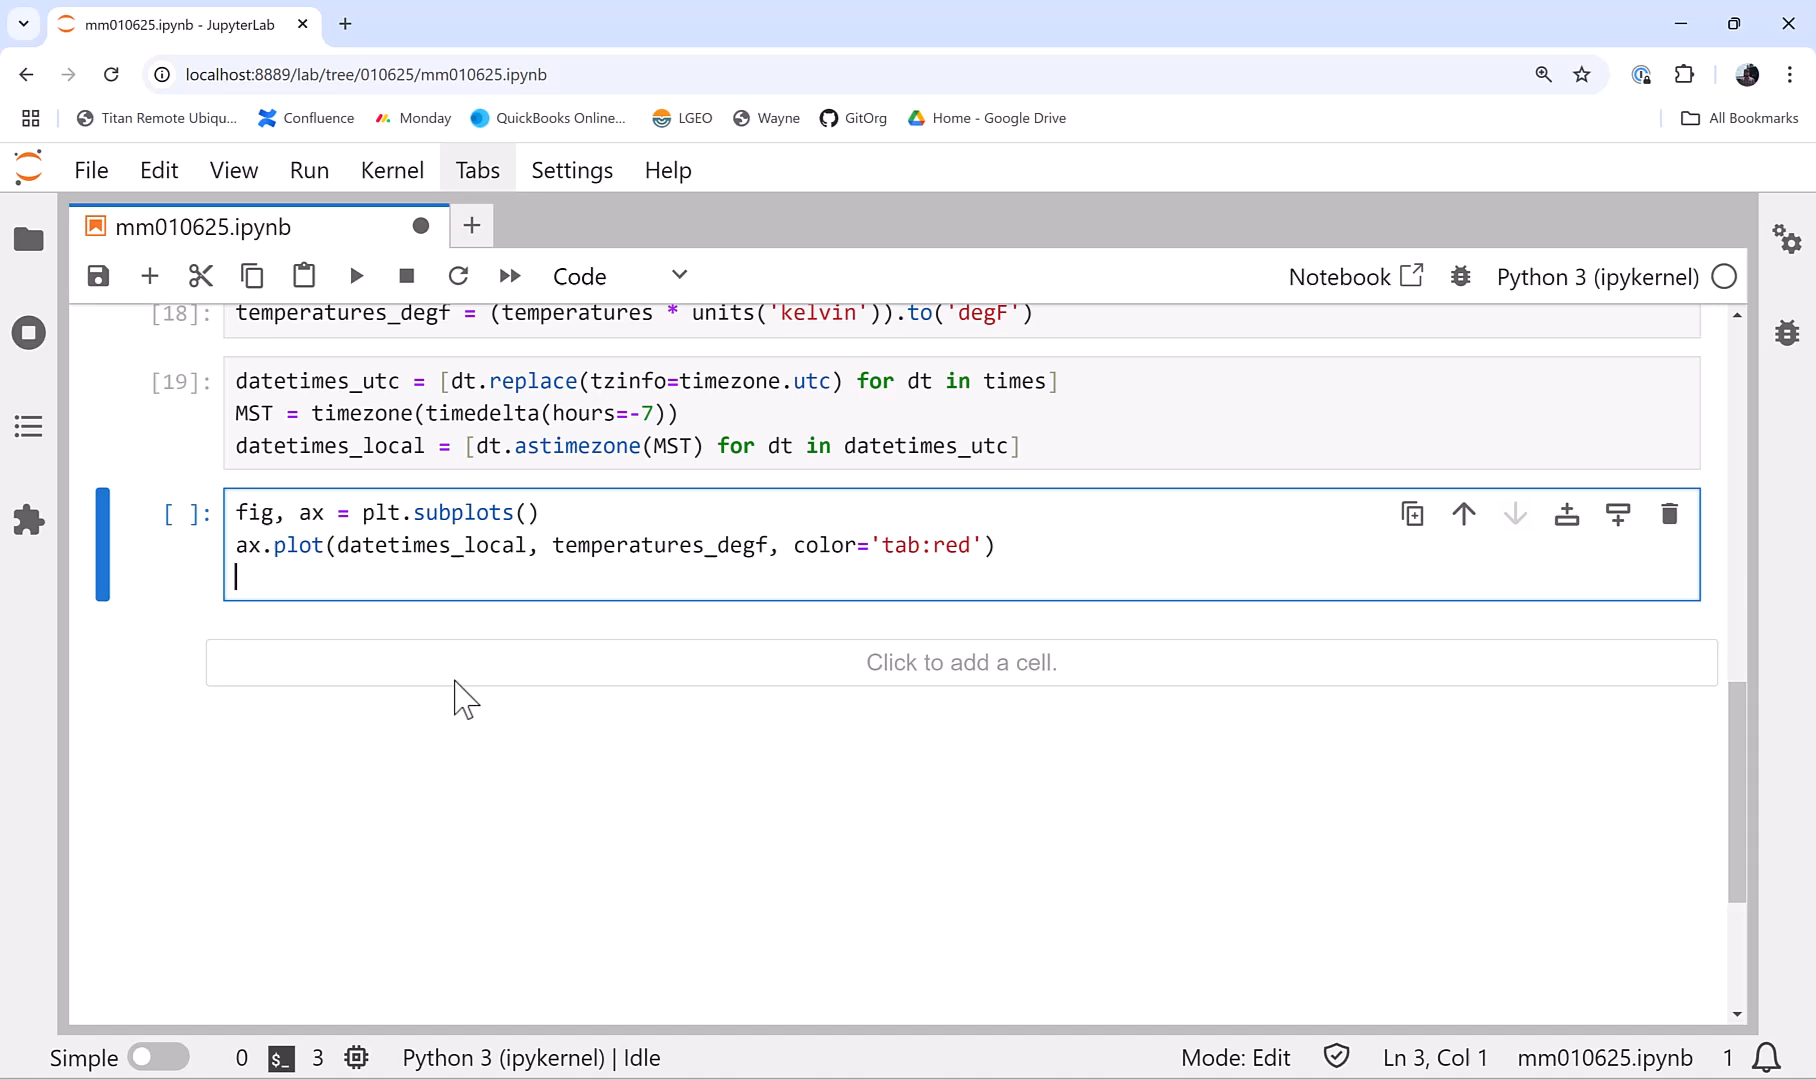 mm010625.ipynb - JupyterLab
localhost:8889/lab/tree/010625/mm010625.ipynb
Titan Remote Ubiqu... Confluence Monday QuickBooks Online... LGEO Wayne GitOrg Home - Google Drive All Bookmarks
File Edit View Run Kernel Tabs Settings Help
mm010625.ipynb
Code Notebook Python 3 (ipykernel)
[18]: temperatures_degf = (temperatures * units('kelvin')).to('degF')
[19]: datetimes_utc = [dt.replace(tzinfo=timezone.utc) for dt in times]
MST = timezone(timedelta(hours=-7))
datetimes_local = [dt.astimezone(MST) for dt in datetimes_utc]
[ ]: fig, ax = plt.subplots()
ax.plot(datetimes_local, temperatures_degf, color='tab:red')
Click to add a cell.
Simple 0 $_ 3 Python 3 (ipykernel) | Idle Mode: Edit Ln 3, Col 1 mm010625.ipynb 1